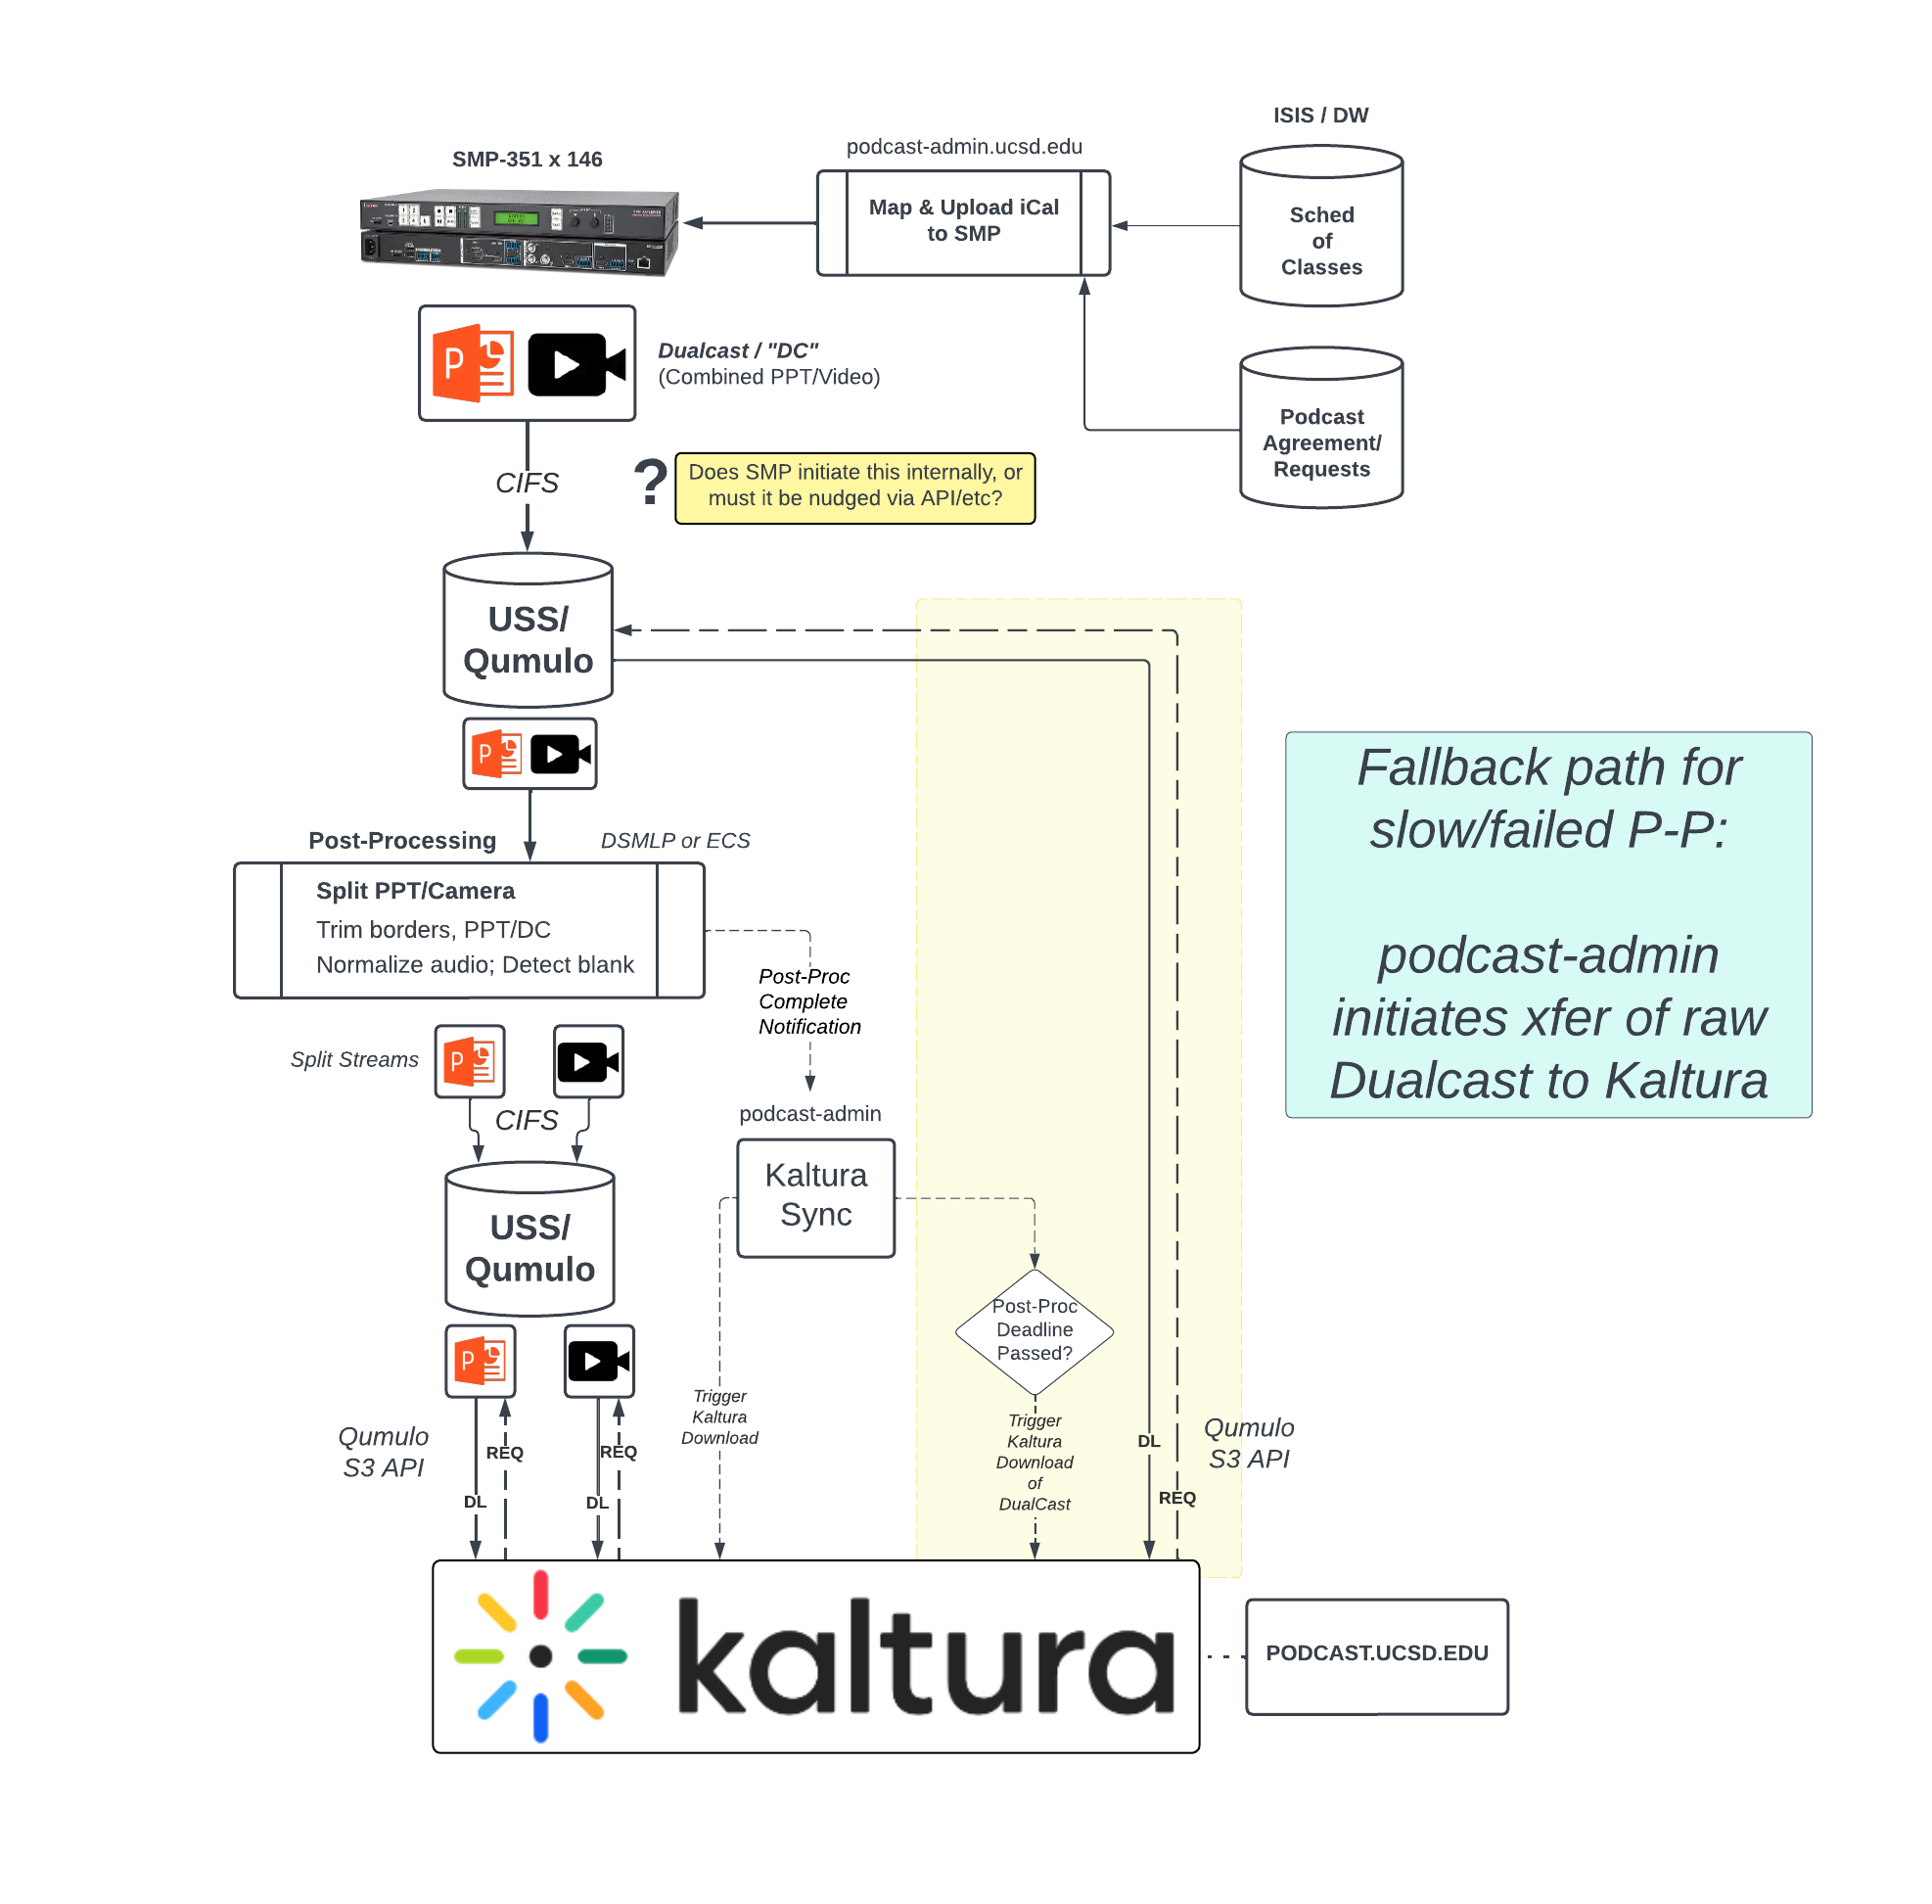 ISIS / DW
podcast-admin.ucsd.edu
SMP-351 x 146
Map & Upload iCal
to SMP
Sched
of
Classes
P
Dualcast / "DC"
(Combined PPT/Video)
Podcast
Agreement/
Requests
CIFS
?
Does SMP initiate this internally, or
must it be nudged via API/etc?
USS/
Qumulo
P
Fallback path for
slow/failed P-P:
podcast-admin
initiates xfer of raw
Dualcast to Kaltura
Post-Processing
DSMLP or ECS
Split PPT/Camera
Trim borders, PPT/DC
Normalize audio; Detect blank
Post-Proc
Complete
Notification
Split Streams
P
CIFS
podcast-admin
Kaltura
Sync
USS/
Qumulo
Post-Proc
Deadline
Passed?
P
Trigger
Kaltura
Download
Trigger
Kaltura
Download
of
DualCast
Qumulo
S3 API
REQ
REQ
DL
DL
DL
REQ
Qumulo
S3 API
kaltura
PODCAST.UCSD.EDU